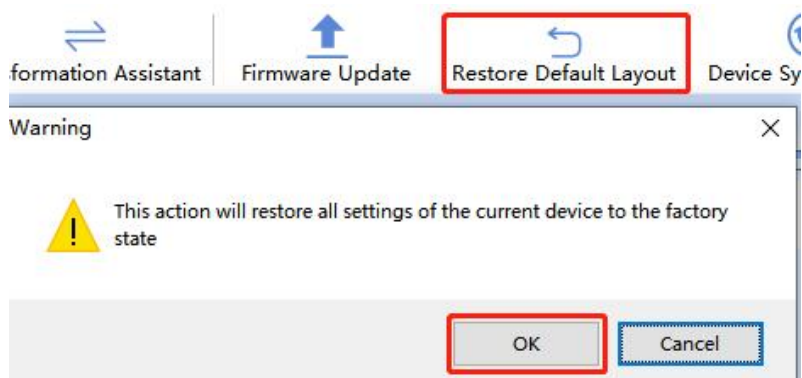 formation Assistant
Firmware Update
Restore Default Layout
Device Sy
Warning
This action will restore all settings of the current device to the factory
state
OK
Cancel